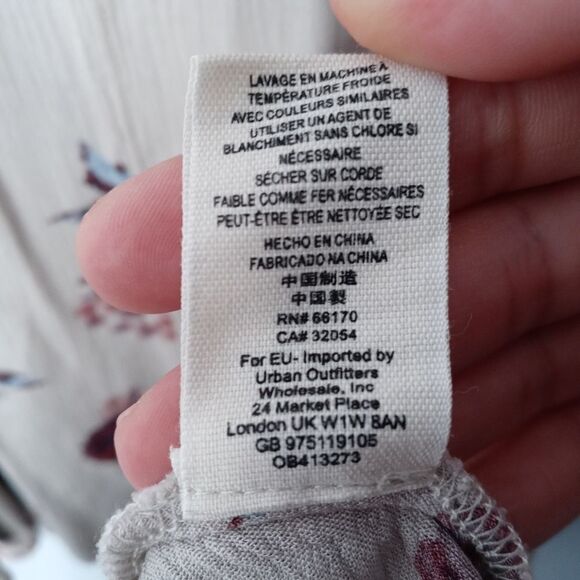 LAVAGE EN MACHINE À
TEMPÉRATURE FROIDE
AVEC COULEURS SIMILAIRES
UTILISER UN AGENT DE
BLANCHIMENT SANS CHLORE SI
NÉCESSAIRE
SÉCHER SUR CORDE
FAIBLE COMME FER NÉCESSAIRES
PEUT-ÊTRE ÊTRE NETTOYÉE SEC
HECHO EN CHINA
FABRICADO NA CHINA
中国制造
中國製
RN# 66170
CA# 32054
For EU- Imported by
Urban Outfitters
Wholesale, Inc
24 Market Place
London UK W1W 8AN
GB 975119105
OB413273